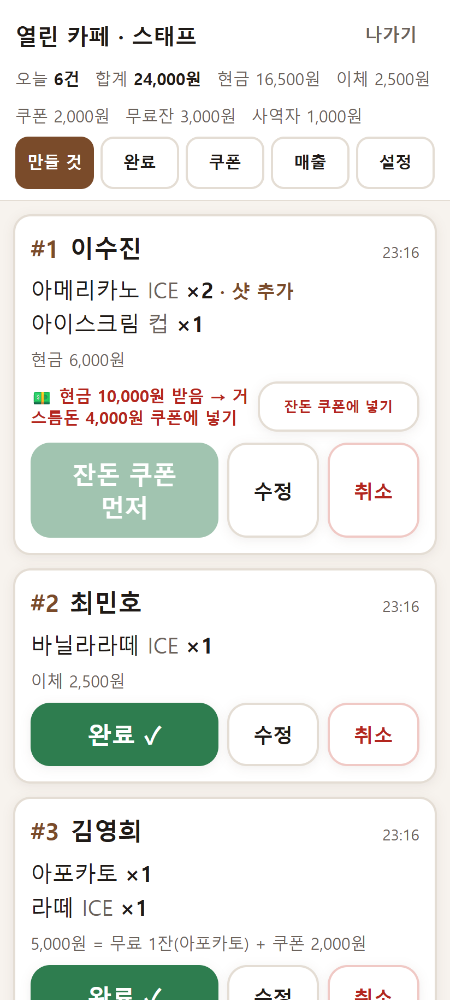 열린 카페 · 스태프 나가기
오늘 6건 합계 24,000원 현금 16,500원 이체 2,500원
쿠폰 2,000원 무료잔 3,000원 사역자 1,000원
만들 것 완료 쿠폰 매출 설정
#1 이수진 23:16
아메리카노 ICE ×2 · 샷 추가
아이스크림 컵 ×1
현금 6,000원
💵 현금 10,000원 받음 → 거
스름돈 4,000원 쿠폰에 넣기
잔돈 쿠폰에 넣기
잔돈 쿠폰
먼저
수정 취소
#2 최민호 23:16
바닐라라떼 ICE ×1
이체 2,500원
완료 ✓ 수정 취소
#3 김영희 23:16
아포카토 ×1
라떼 ICE ×1
5,000원 = 무료 1잔(아포카토) + 쿠폰 2,000원
완료 ✓ 수정 취소